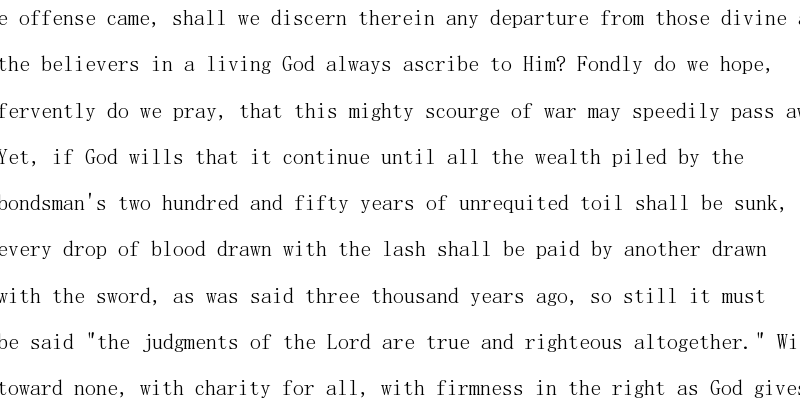 e offense came, shall we discern therein any departure from those divine
the believers in a living God always ascribe to Him? Fondly do we hope,
fervently do we pray, that this mighty scourge of war may speedily pass
Yet, if God wills that it continue until all the wealth piled by the
bondsman's two hundred and fifty years of unrequited toil shall be sunk,
every drop of blood drawn with the lash shall be paid by another drawn
with the sword, as was said three thousand years ago, so still it must
be said "the judgments of the Lord are true and righteous altogether." Wi
toward none, with charity for all, with firmness in the right as God gives